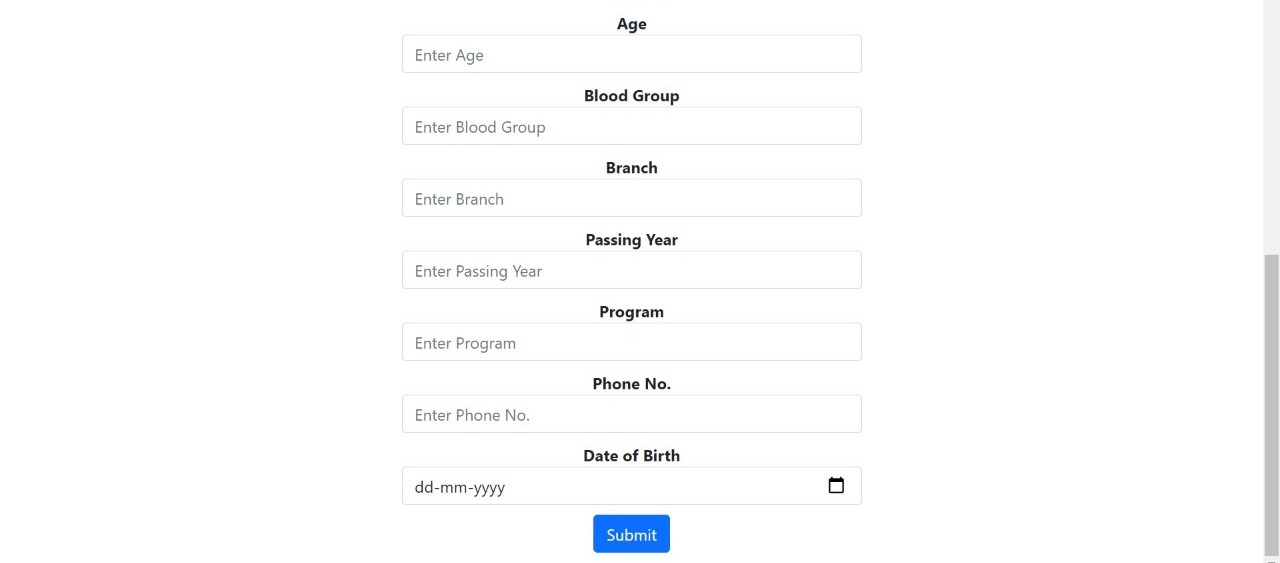 Age
Enter Age
Blood Group
Enter Blood Group
Branch
Enter Branch
Passing Year
Enter Passing Year
Program
Enter Program
Phone No.
Enter Phone No.
Date of Birth
dd-mm-yyyy
Submit